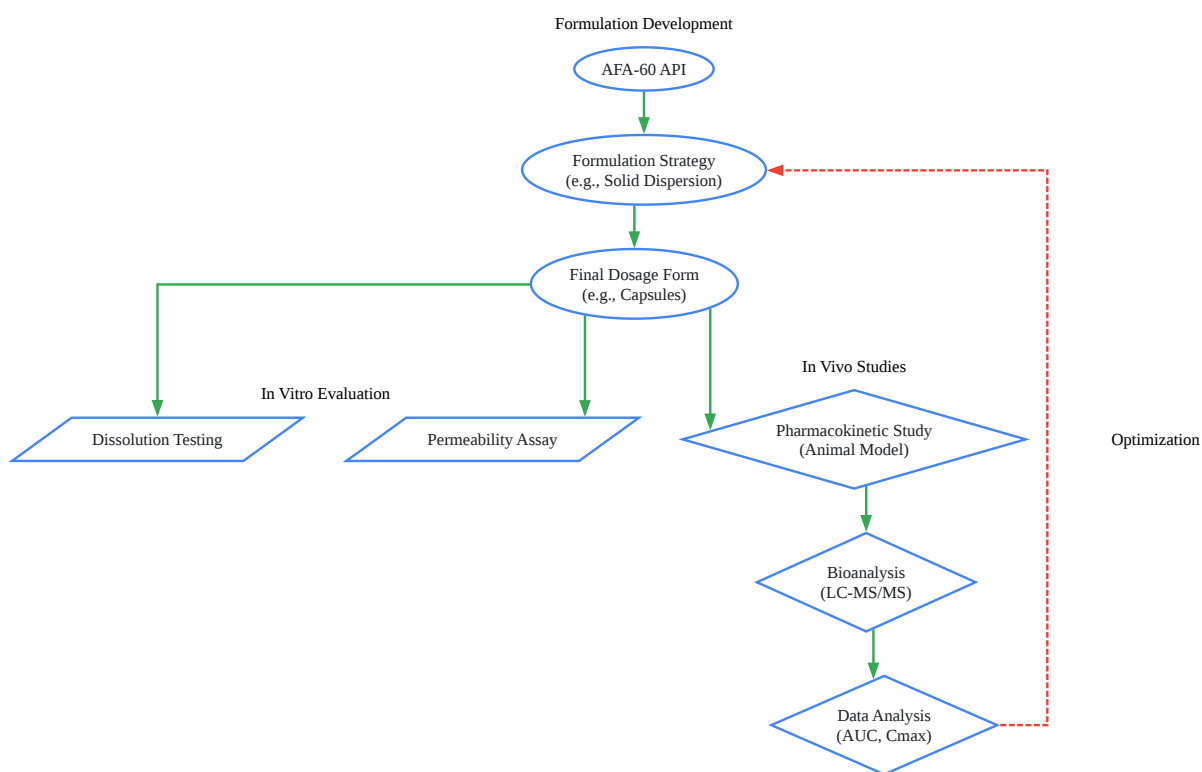 Formulation Development
AFA-60 API
Formulation Strategy
(e.g., Solid Dispersion)
Final Dosage Form
(e.g., Capsules)
In Vivo Studies
In Vitro Evaluation
Dissolution Testing
Permeability Assay
Pharmacokinetic Study
(Animal Model)
Optimization
Bioanalysis
(LC-MS/MS)
Data Analysis
(AUC, Cmax)